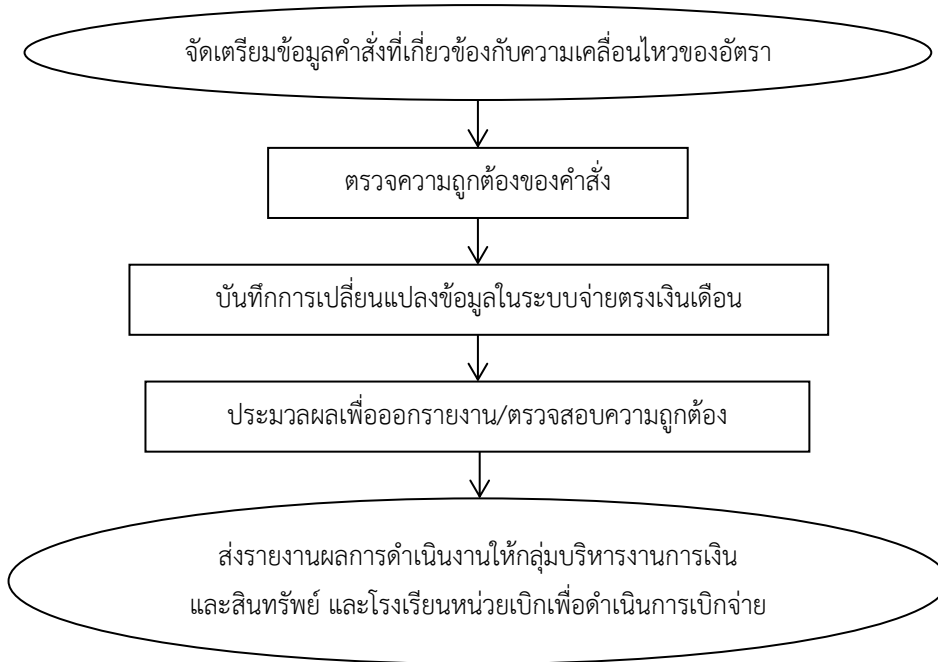 จัดเตรียมข้อมูลคำสั่งที่เกี่ยวข้องกับความเคลื่อนไหวของอัตรา
ตรวจความถูกต้องของคำสั่ง
บันทึกการเปลี่ยนแปลงข้อมูลในระบบจ่ายตรงเงินเดือน
ประมวลผลเพื่อออกรายงาน/ตรวจสอบความถูกต้อง
ส่งรายงานผลการดำเนินงานให้กลุ่มบริหารงานการเงิน
และสินทรัพย์ และโรงเรียนหน่วยเบิกเพื่อดำเนินการเบิกจ่าย